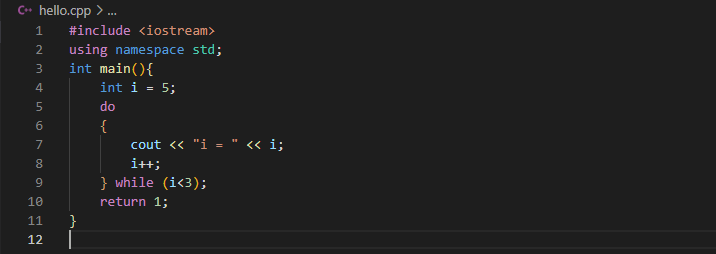 hello.cpp > ...
1 #include <iostream>
2 using namespace std;
3 int main(){
4     int i = 5;
5     do
6     {
7         cout << "i = " << i;
8         i++;
9     } while (i<3);
10     return 1;
11 }
12